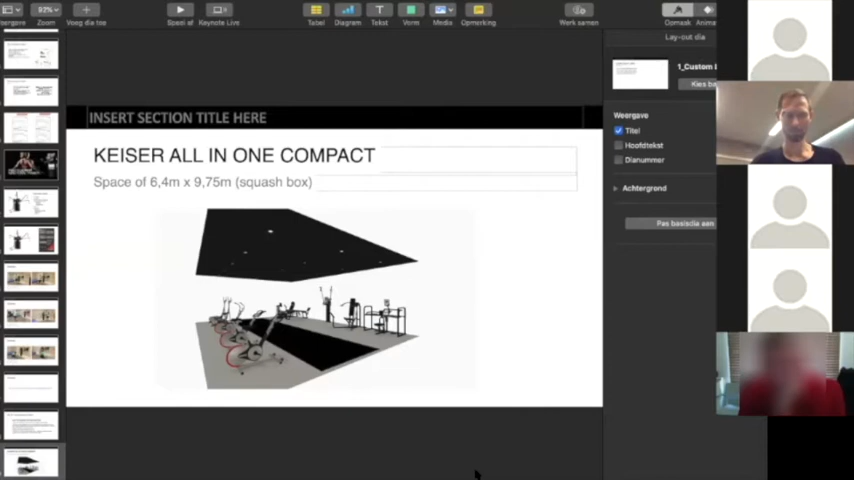 93%
Zoom
Voeg dia toe
Speel af
Keynote Live
Tabel
Diagram
Tekst
Vorm
Media
Opmerking
Werk samen
Opmaak
Lay-out dia
Weergave
Titel
Hoofdtekst
Dianummer
Achtergrond
Pas basisdia aan
INSERT SECTION TITLE HERE
KEISER ALL IN ONE COMPACT
Space of 6,4m x 9,75m (squash box)